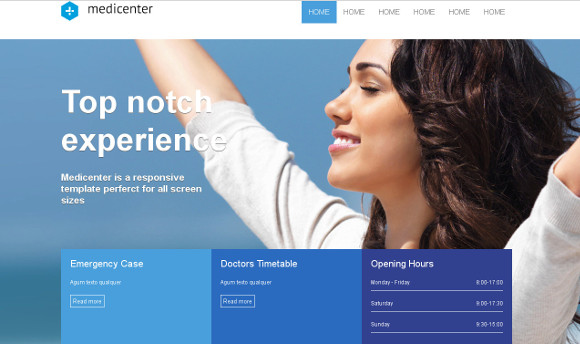 medicenter
HOME HOME HOME HOME HOME HOME
Top notch
experience
Medicenter is a responsive
template perferct for all screen
sizes
Emergency Case
Agum texto qualquer
Read more
Doctors Timetable
Agum texto qualquer
Read more
Opening Hours
Monday - Friday 8:00-17:00
Saturday 9:00-17:30
Sunday 9:30-15:00